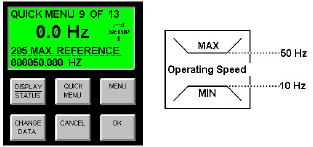 QUICK MENU 9 OF 13
0.0 Hz
SETUP
1
205 MAX. REFERENCE
000050.000 HZ
DISPLAY
STATUS
QUICK
MENU
MENU
CHANGE
DATA
CANCEL
OK
MAX
50 Hz
Operating Speed
10 Hz
MIN